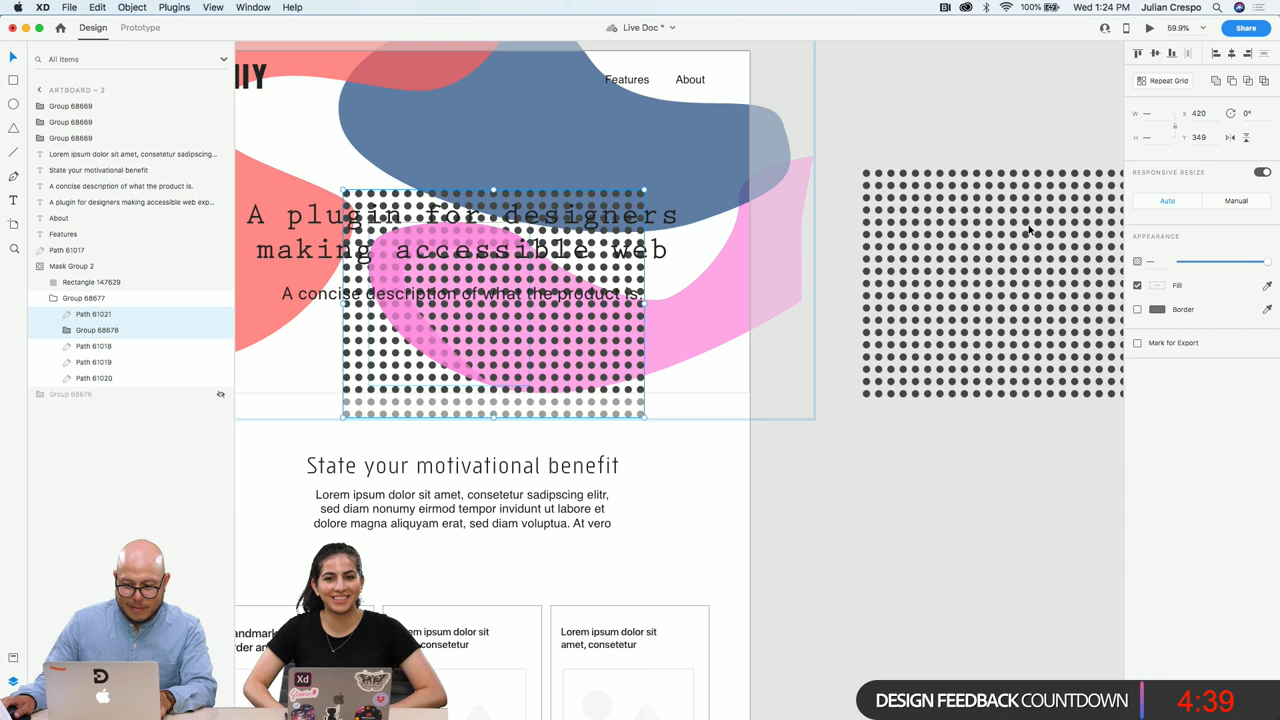 XD File Edit Object Plugins View Window Help 100% Wed 1:24 PM Julian Crespo
Design Prototype Live Doc * 59.9% Share
All Items
ARTBOARD – 2
Group 68669
Group 68669
Group 68669
Lorem ipsum dolor sit amet, consetetur sadipscing...
State your motivational benefit
A concise description of what the product is.
A plugin for designers making accessible web exp...
About
Features
Path 61017
Mask Group 2
Rectangle 147629
Group 68677
Path 61021
Group 68678
Path 61018
Path 61019
Path 61020
Group 68676
Features About
A plugin for designers
making accessible web
A concise description of what the product is.
State your motivational benefit
Lorem ipsum dolor sit amet, consetetur sadipscing elitr,
sed diam nonumy eirmod tempor invidunt ut labore et
dolore magna aliquyam erat, sed diam voluptua. At vero
Lorem ipsum dolor sit
amet, consetetur
Repeat Grid
W — X 420 0°
H — Y 349
RESPONSIVE RESIZE
Auto Manual
APPEARANCE
Fill
Border
Mark for Export
Xd
DESIGN FEEDBACK COUNTDOWN 4:39